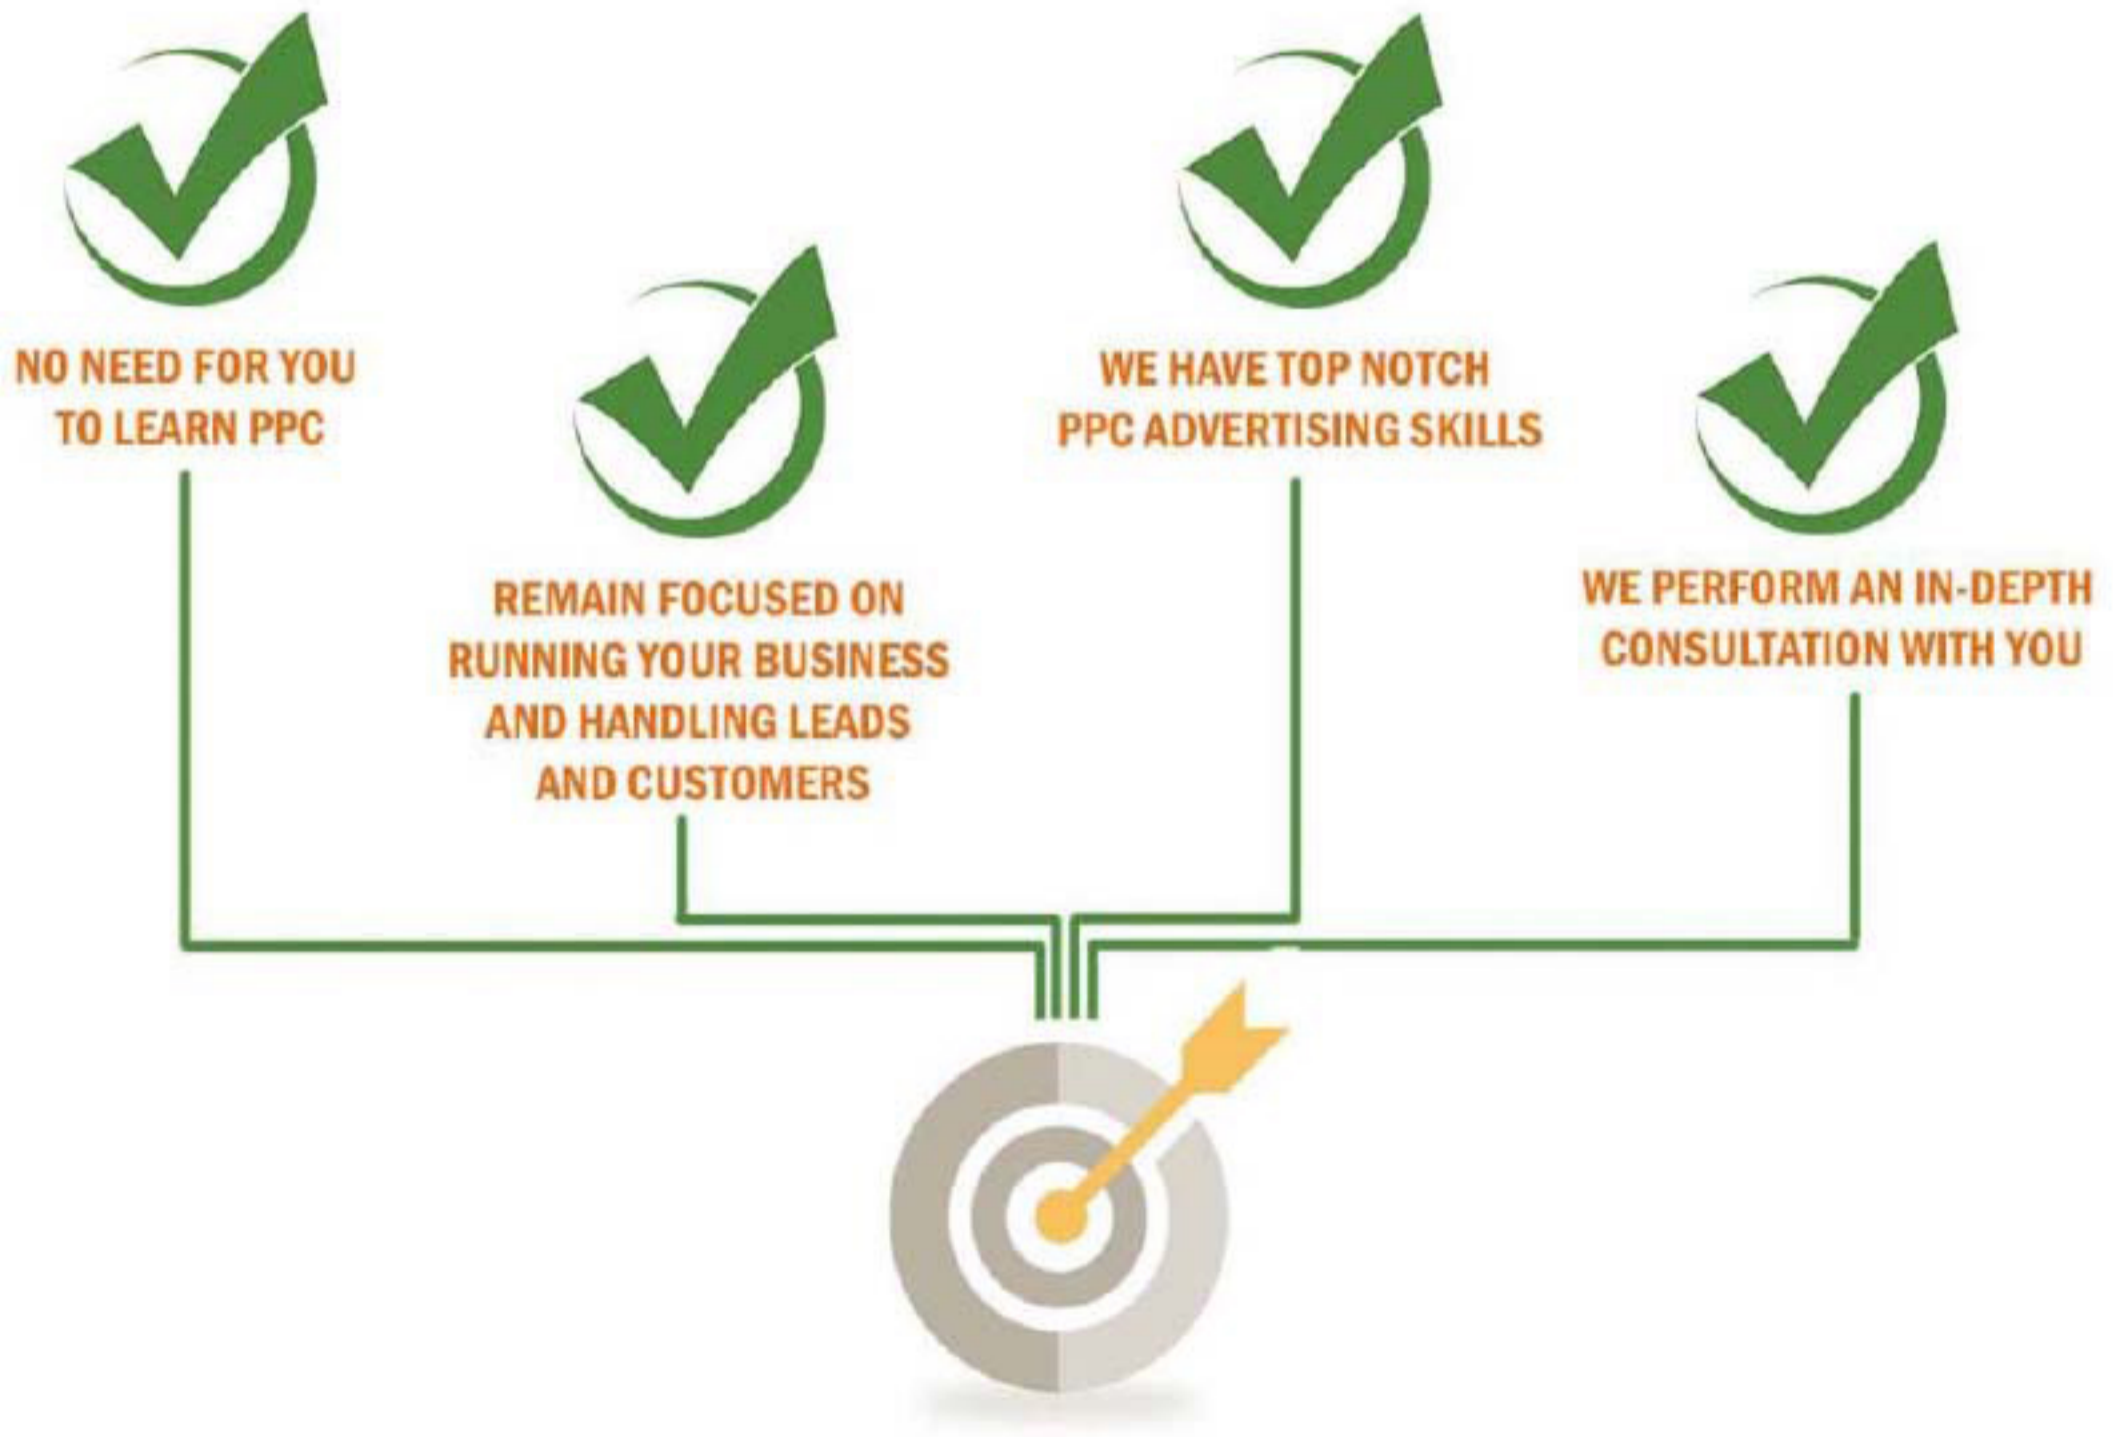 NO NEED FOR YOU
TO LEARN PPC
REMAIN FOCUSED ON
RUNNING YOUR BUSINESS
AND HANDLING LEADS
AND CUSTOMERS
WE HAVE TOP NOTCH
PPC ADVERTISING SKILLS
WE PERFORM AN IN-DEPTH
CONSULTATION WITH YOU